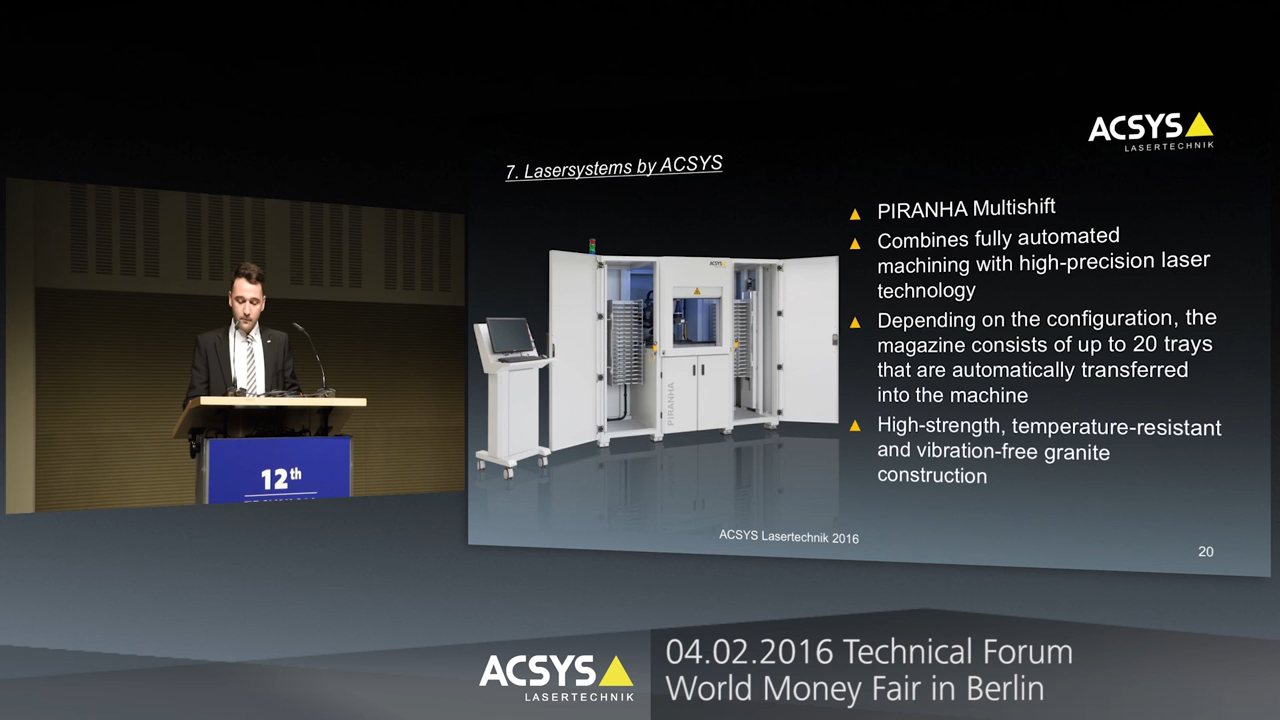 ACSYS
LASERTECHNIK
7. Lasersystems by ACSYS
PIRANHA Multishift
Combines fully automated
machining with high-precision laser
technology
Depending on the configuration, the
magazine consists of up to 20 trays
that are automatically transferred
into the machine
High-strength, temperature-resistant
and vibration-free granite
construction
ACSYS
PIRANHA
12th
ACSYS Lasertechnik 2016
20
ACSYS
LASERTECHNIK
04.02.2016 Technical Forum
World Money Fair in Berlin